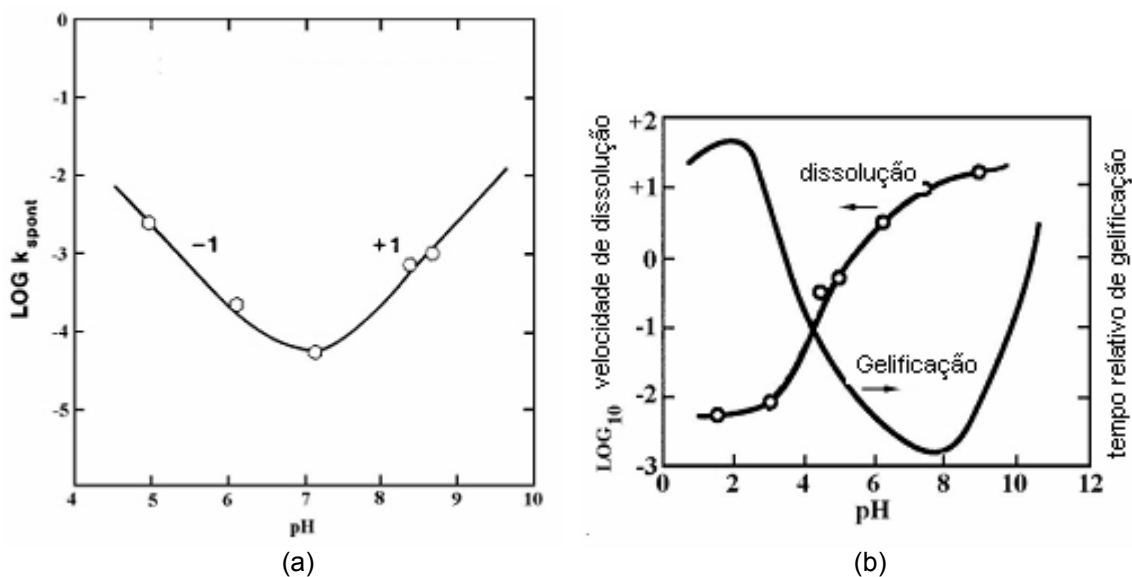 LOG k spont
0
-1
-2
-3
-4
-5
−1
+1
4 5 6 7 8 9 10
pH
(a)
LOG10 velocidade de dissolução
+2
+1
0
-1
-2
-3
dissolução
Gelificação
tempo relativo de gelificação
0 2 4 6 8 10 12
pH
(b)